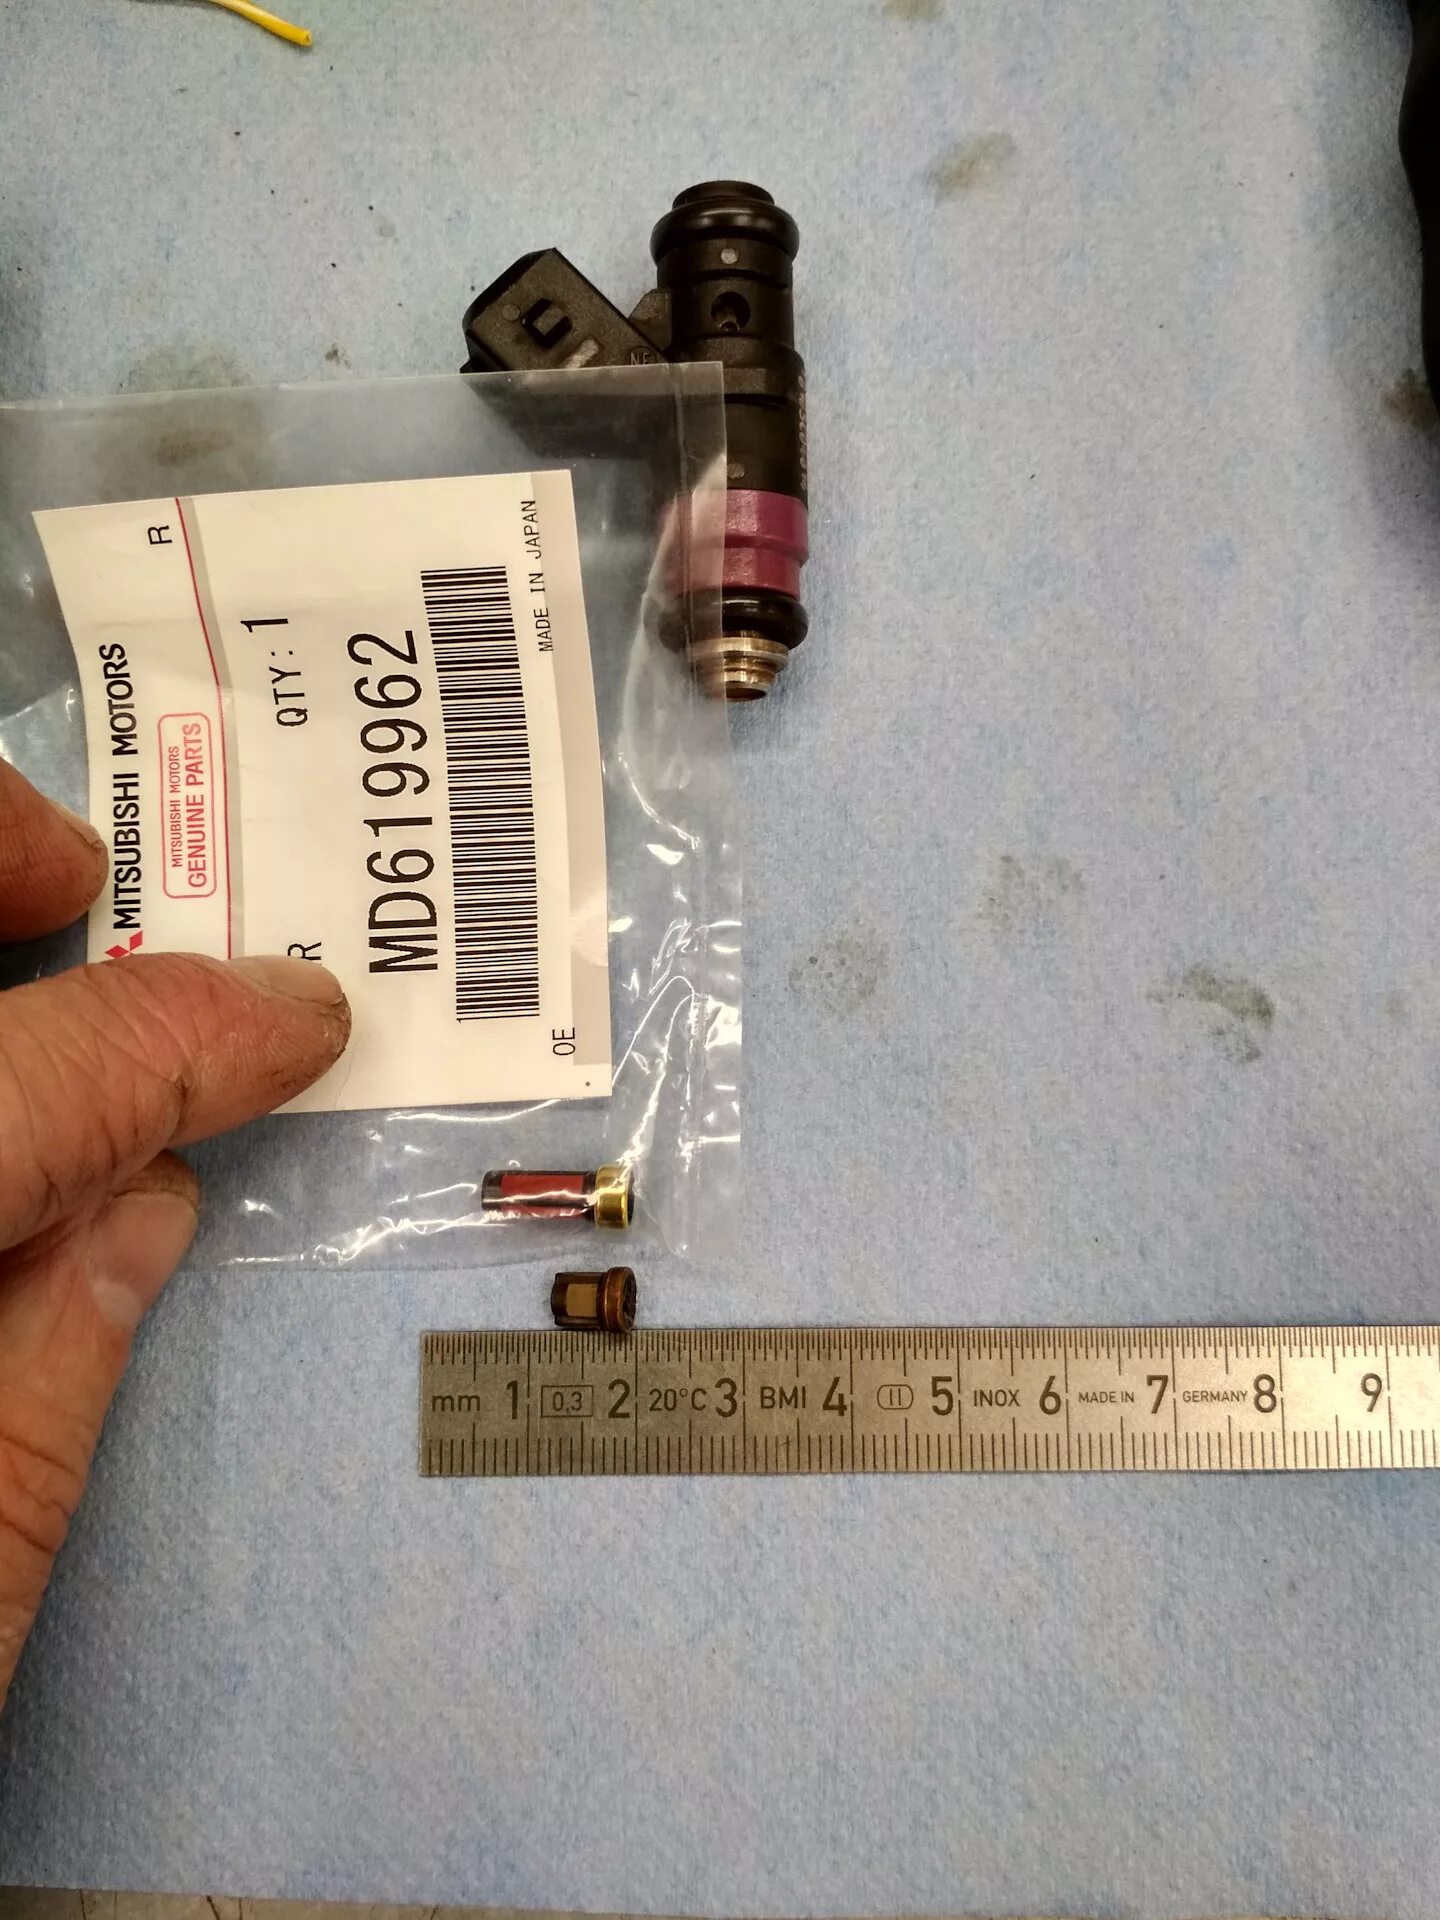 R
MITSUBISHI MOTORS
MITSUBISHI MOTORS
GENUINE PARTS
QTY: 1
R
MD619962
MADE IN JAPAN
OE
mm 1 0,3 2 20°C 3 BMI 4 II 5 INOX 6 MADE IN 7 GERMANY 8 9